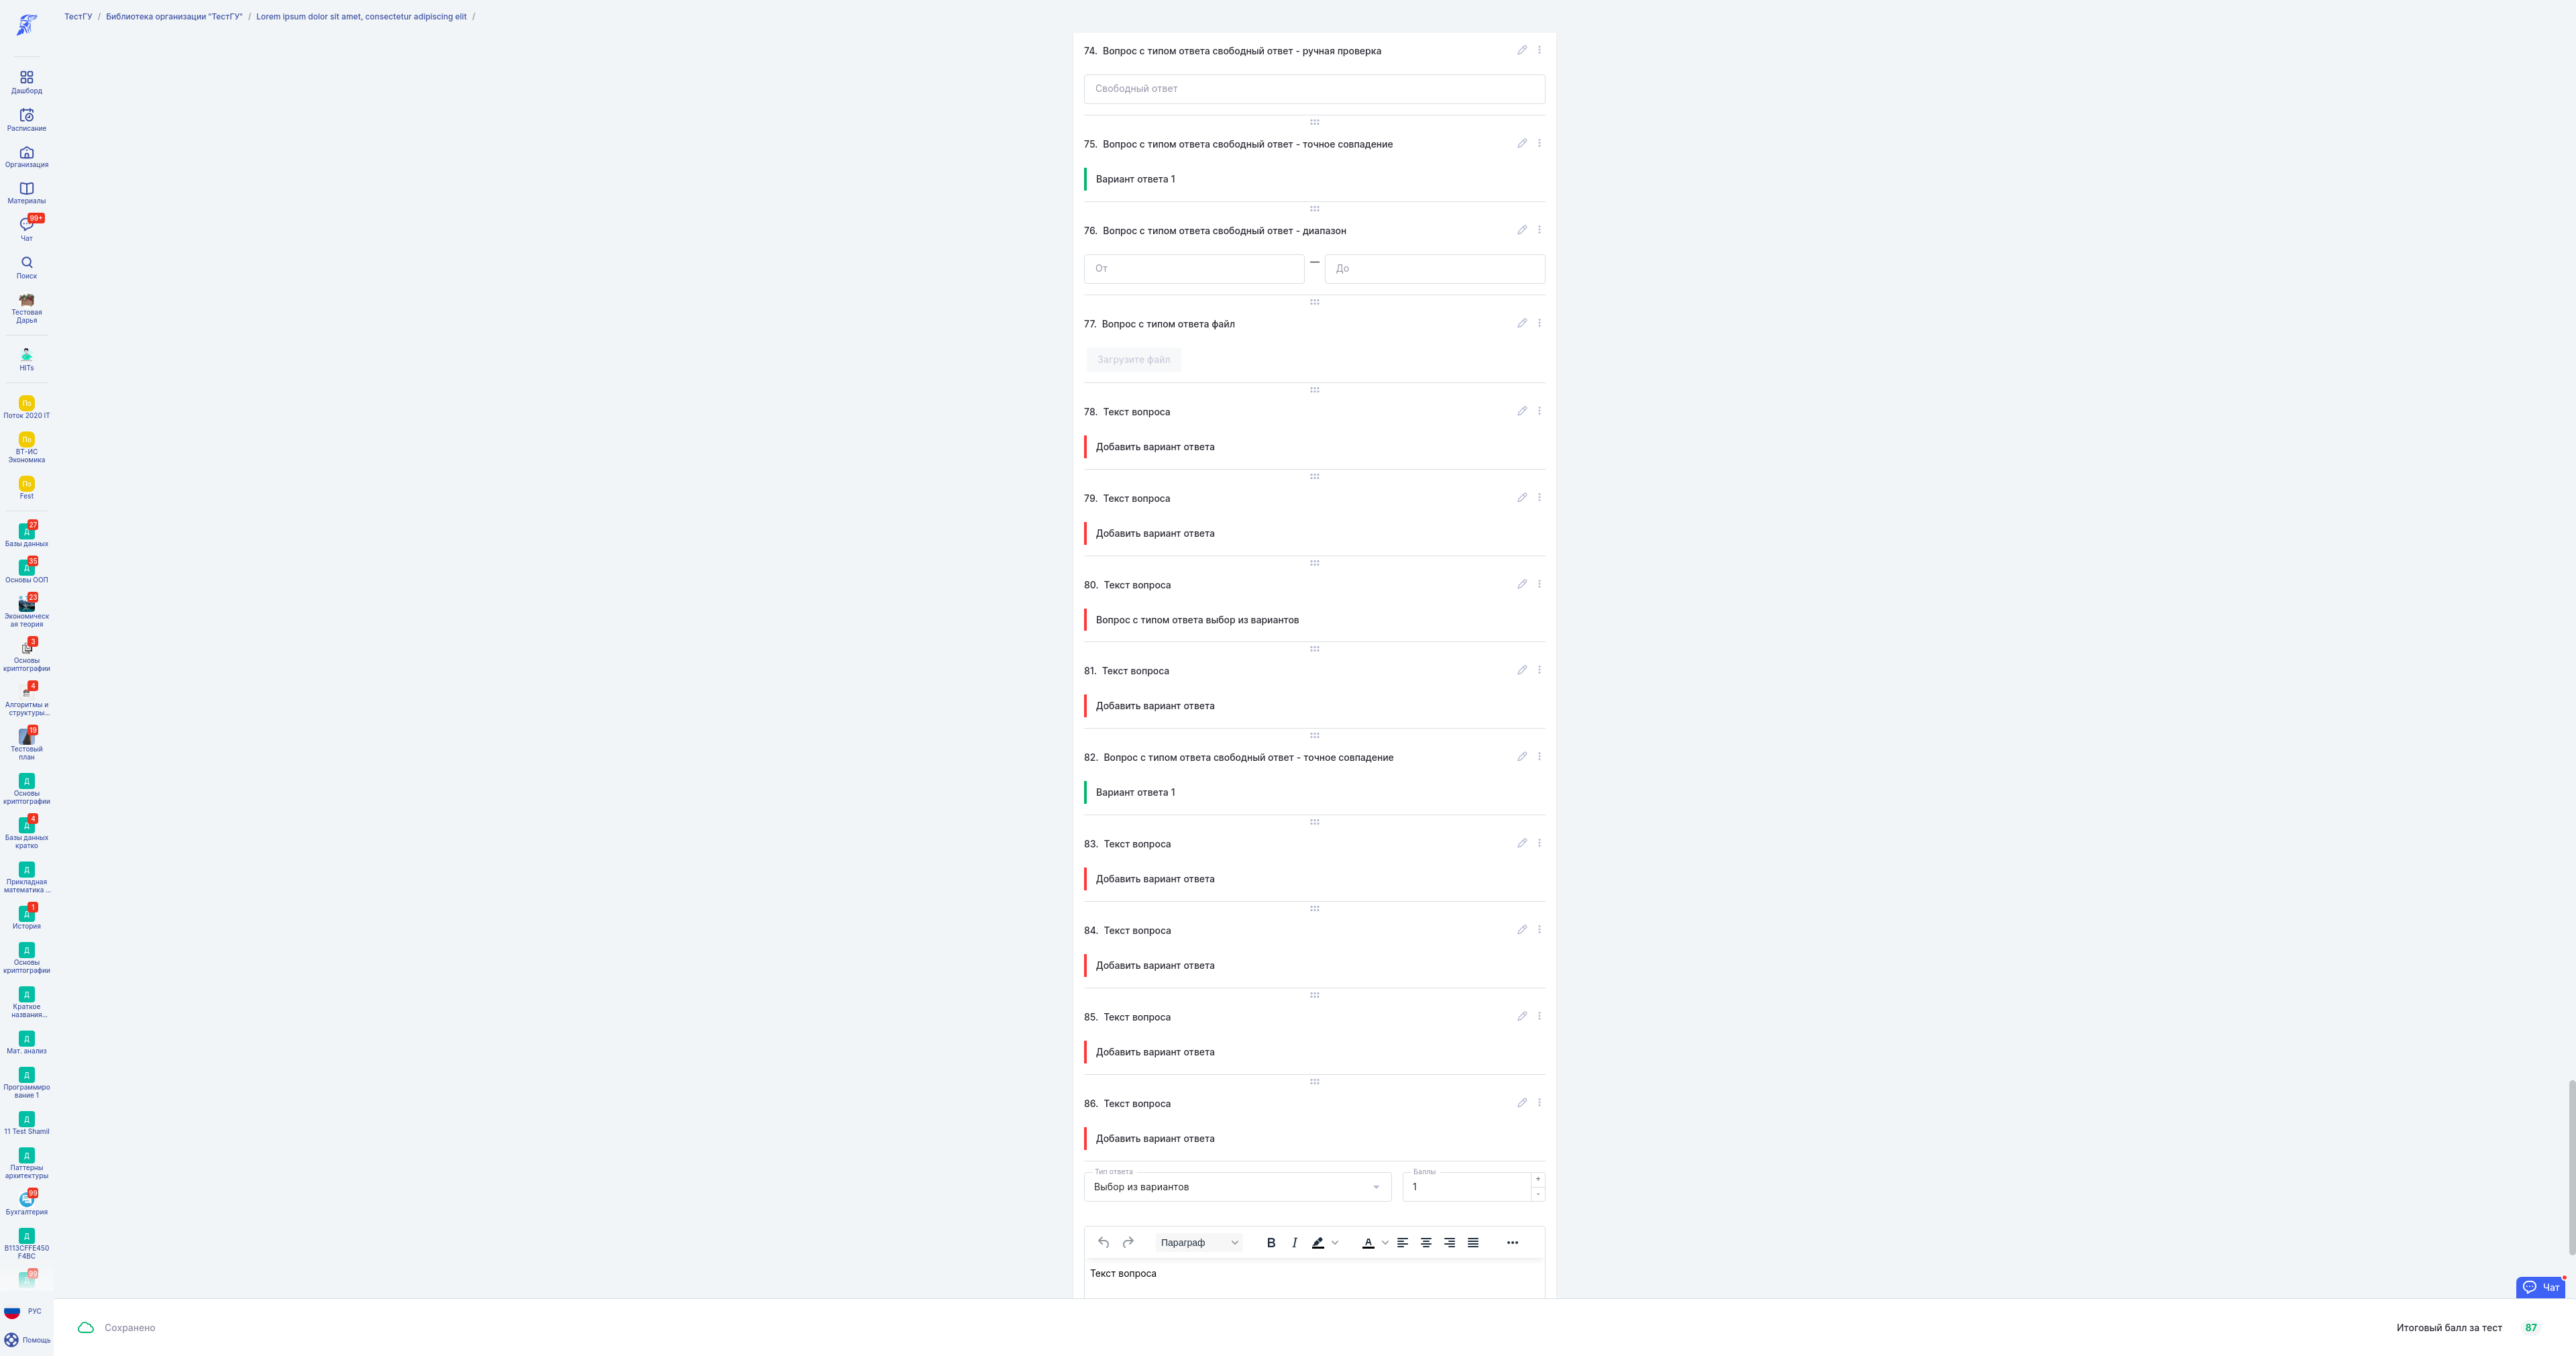 ТестГУ / Библиотека организации "ТестГУ" / Lorem ipsum dolor sit amet, consectetur adipiscing elit /
Дашборд
Расписание
Организация
Материалы
99+
Чат
Поиск
Тестовая
Дарья
HITs
По
Поток 2020 IT
По
ВТ-ИС
Экономика
По
Fest
27
Д
Базы данных
35
Д
Основы ООП
23
Экономическ
ая теория
3
Основы
криптографии
4
Алгоритмы и
структуры...
19
Тестовый
план
Д
Основы
криптографии
4
Д
Базы данных
кратко
Д
Прикладная
математика ...
1
Д
История
Д
Основы
криптографии
Д
Краткое
названия...
Д
Мат. анализ
Д
Программиро
вание 1
Д
11 Test Shamil
Д
Паттерны
архитектуры
99
Бухгалтерия
Д
B113CFFE450
F4BC
99
Д
РУС
Помощь
74. Вопрос с типом ответа свободный ответ - ручная проверка
Свободный ответ
75. Вопрос с типом ответа свободный ответ - точное совпадение
Вариант ответа 1
76. Вопрос с типом ответа свободный ответ - диапазон
От — До
77. Вопрос с типом ответа файл
Загрузите файл
78. Текст вопроса
Добавить вариант ответа
79. Текст вопроса
Добавить вариант ответа
80. Текст вопроса
Вопрос с типом ответа выбор из вариантов
81. Текст вопроса
Добавить вариант ответа
82. Вопрос с типом ответа свободный ответ - точное совпадение
Вариант ответа 1
83. Текст вопроса
Добавить вариант ответа
84. Текст вопроса
Добавить вариант ответа
85. Текст вопроса
Добавить вариант ответа
86. Текст вопроса
Добавить вариант ответа
Тип ответа Баллы
Выбор из вариантов 1 + -
Параграф B I A
Текст вопроса
Чат
Сохранено
Итоговый балл за тест 87